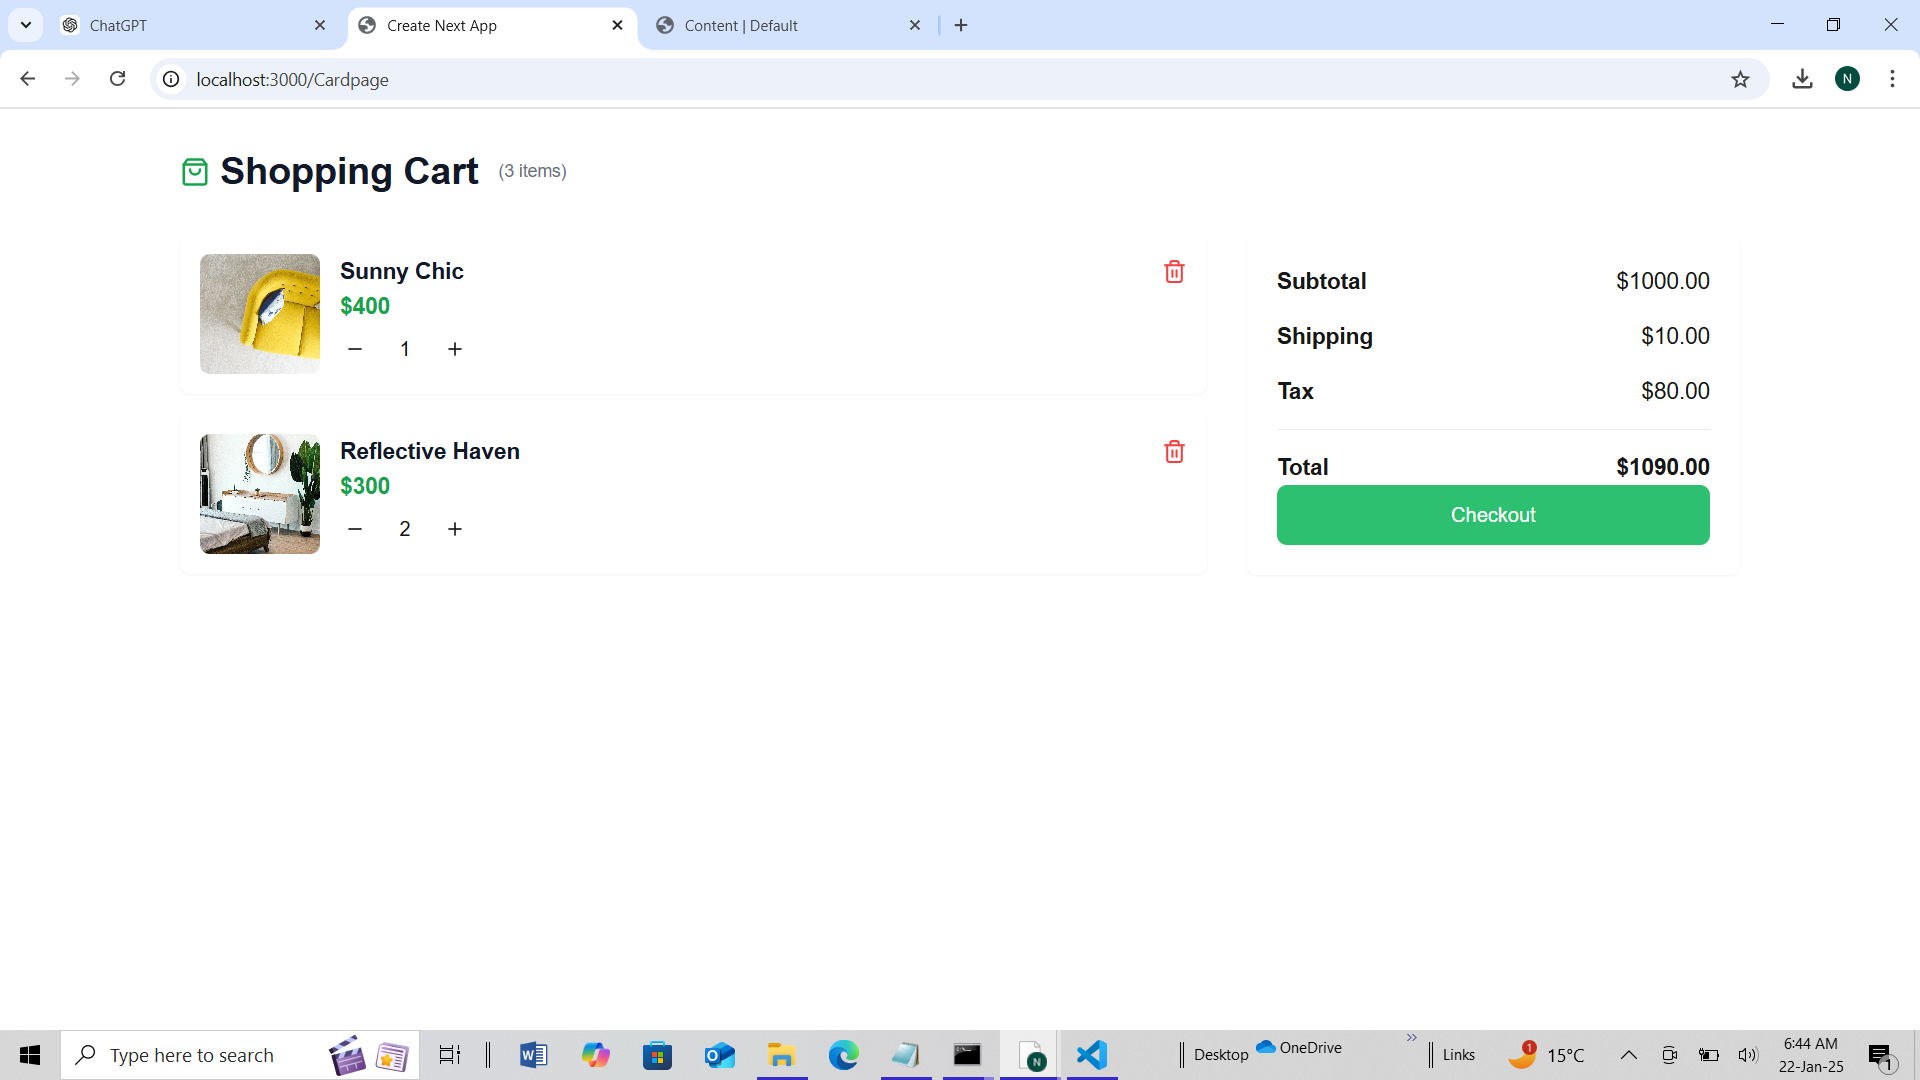 ChatGPT
Create Next App
Content | Default
localhost:3000/Cardpage
N
Shopping Cart (3 items)
Sunny Chic
$400
1
Reflective Haven
$300
2
Subtotal $1000.00
Shipping $10.00
Tax $80.00
Total $1090.00
Checkout
Type here to search
Desktop
OneDrive
Links
1
15°C
6:44 AM
22-Jan-25
1